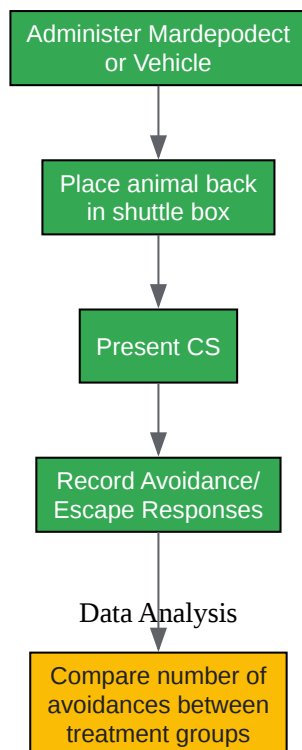 Administer Mardepodect
or Vehicle
Place animal back
in shuttle box
Present CS
Record Avoidance/
Escape Responses
Data Analysis
Compare number of
avoidances between
treatment groups